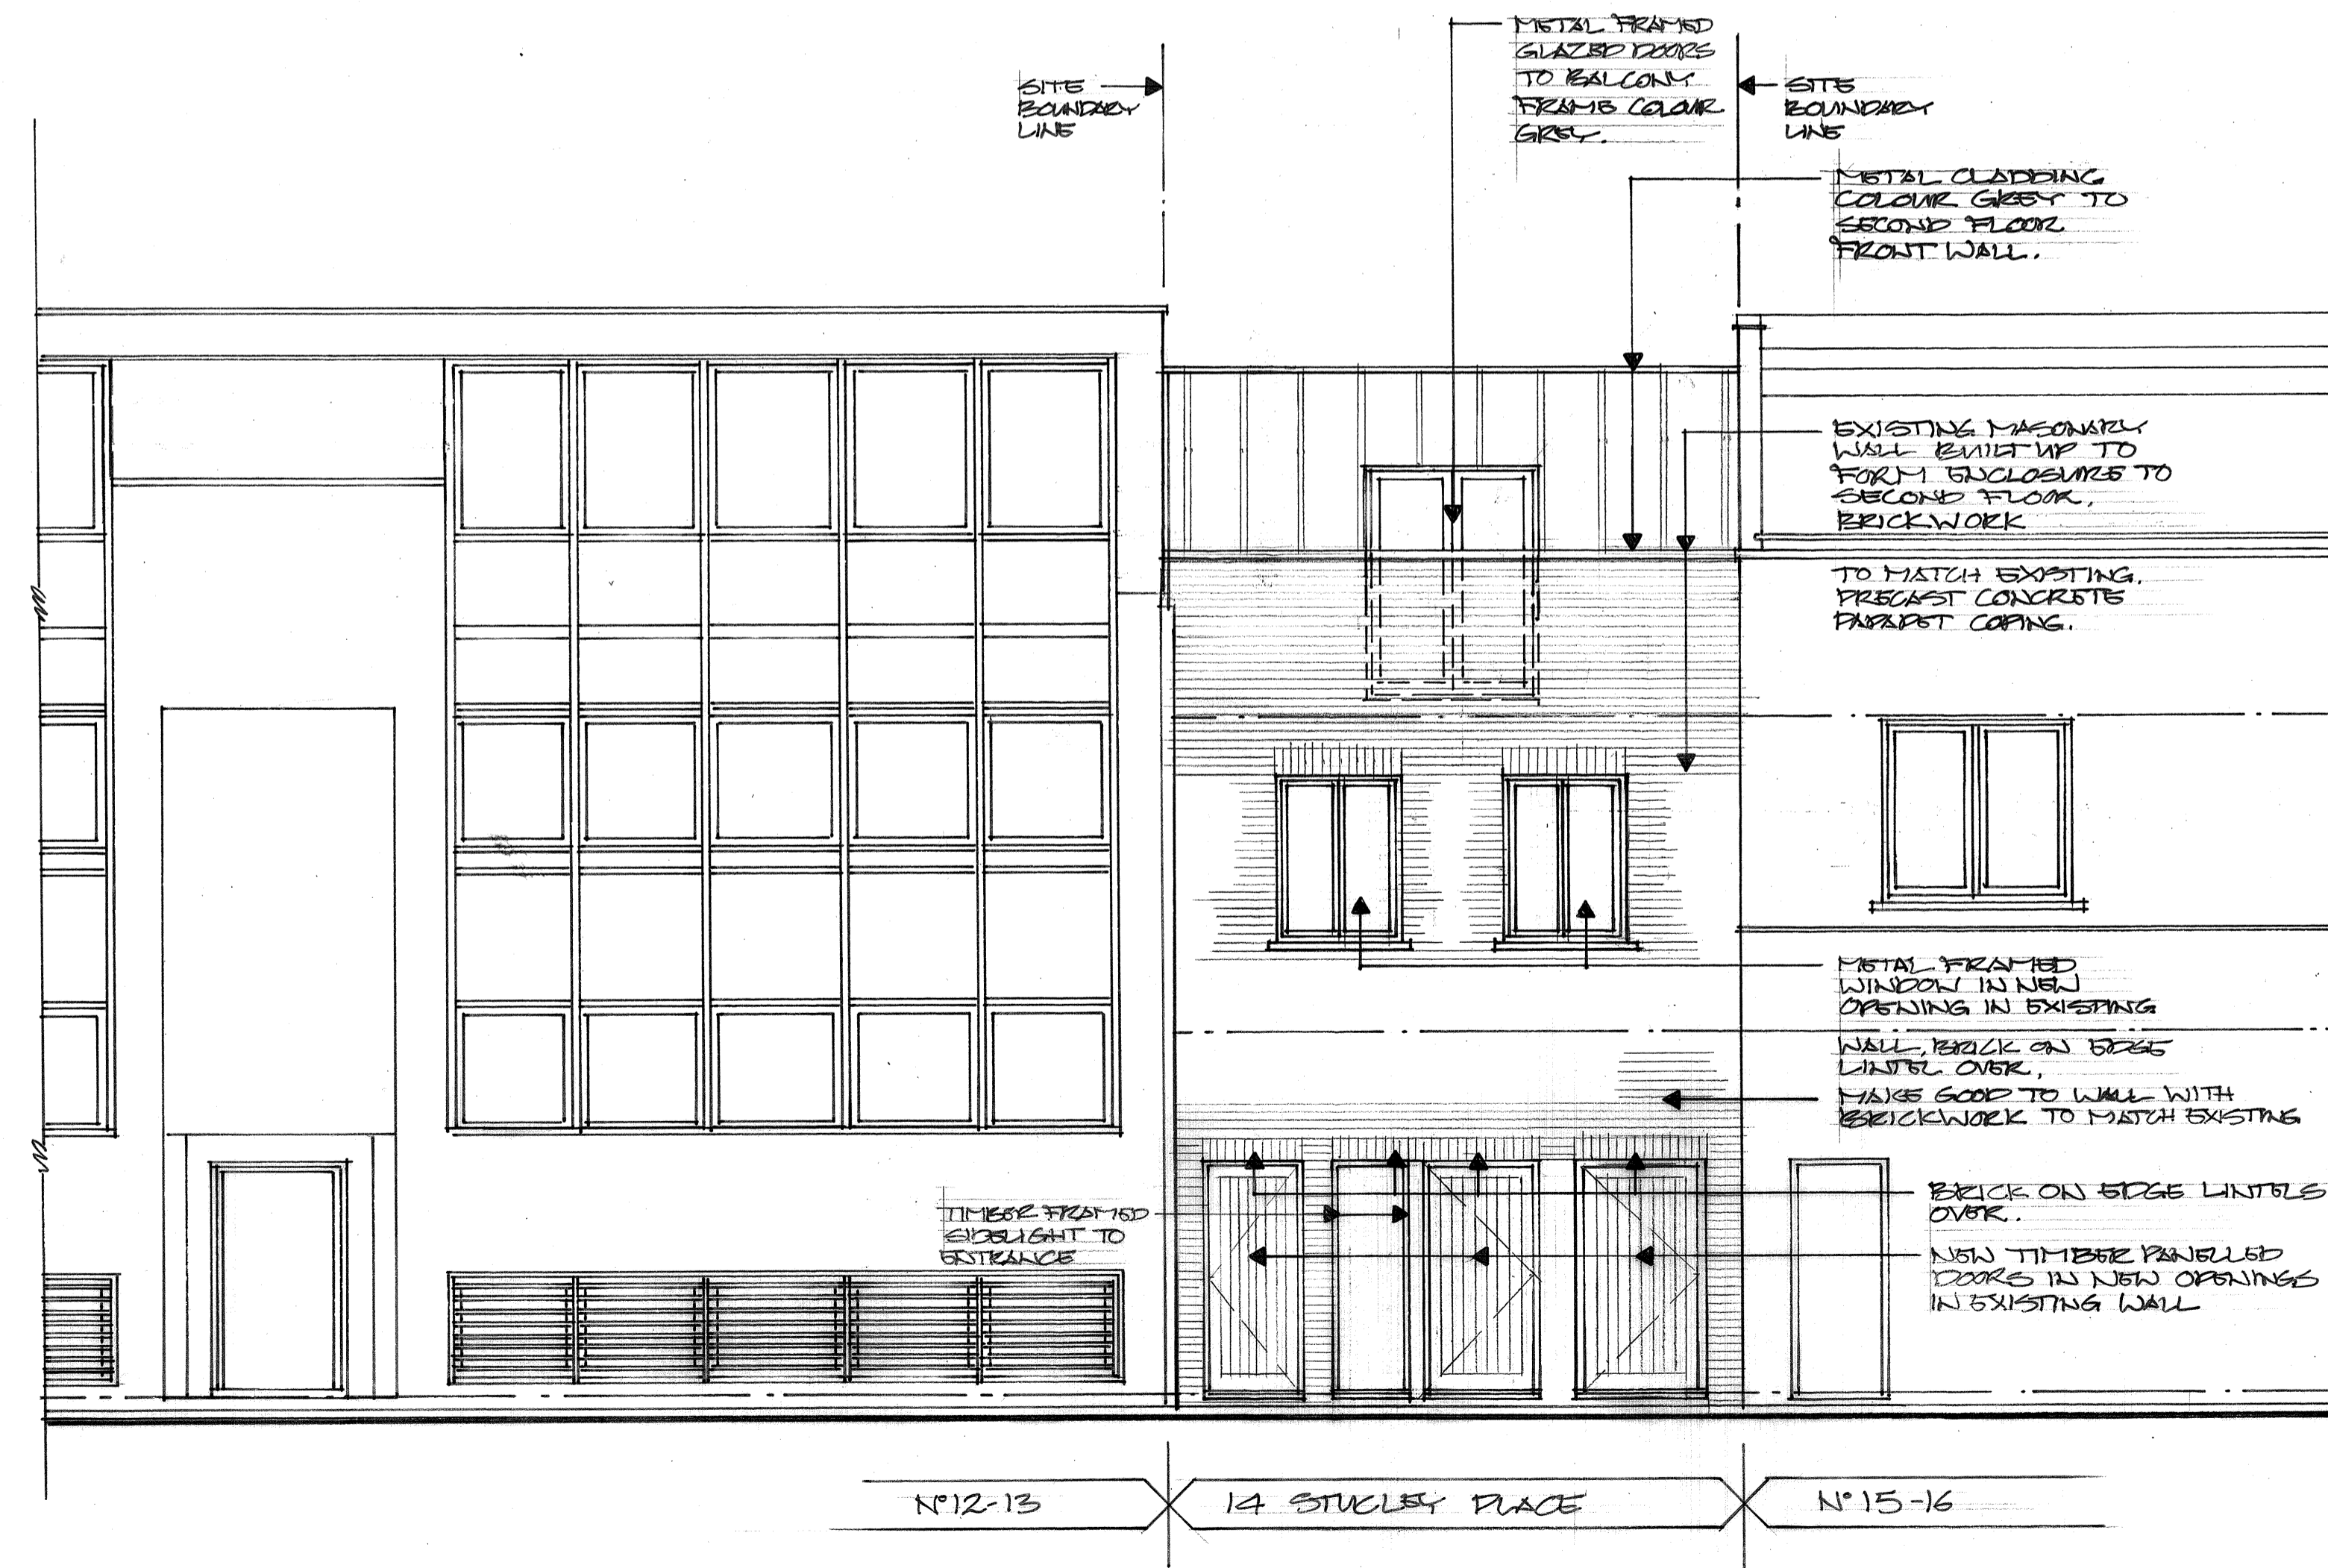 METAL FRAMED
GLAZED DOORS
TO BALCONY
FRAME COLOUR
GREY.
SITE
BOUNDARY
LINE
SITE
BOUNDARY
LINE
METAL CLADDING
COLOUR GREY TO
SECOND FLOOR
FRONT WALL.
EXISTING MASONARY
WALL BUILT UP TO
FORM ENCLOSURE TO
SECOND FLOOR,
BRICKWORK
TO MATCH EXISTING.
PRECAST CONCRETE
PARAPET COPING.
METAL FRAMED
WINDOW IN NEW
OPENING IN EXISTING
WALL, BRICK ON EDGE
LINTEL OVER,
MAKE GOOD TO WALL WITH
BRICKWORK TO MATCH EXISTING
BRICK ON EDGE LINTELS
OVER.
TIMBER FRAMED
SIDELIGHT TO
ENTRANCE
NEW TIMBER PANELLED
DOORS IN NEW OPENINGS
IN EXISTING WALL
N° 12-13
14 STUCLEY PLACE
N° 15-16